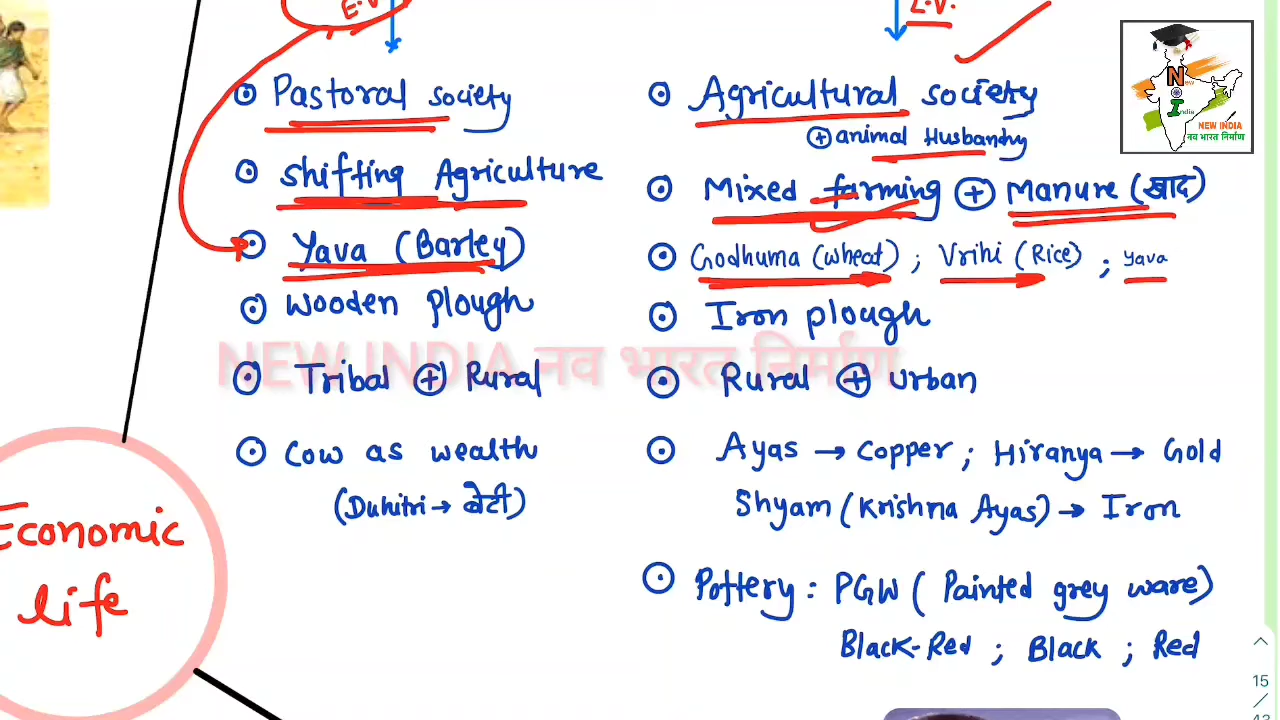 E.V
L.V.
Pastoral society
shifting Agriculture
Yava (Barley)
Wooden plough
Tribal + Rural
Cow as wealth
(Duhitri → बेटी)
Agricultural society
+ animal Husbandry
Mixed farming + Manure (खाद)
Godhuma (wheat) ; Vrihi (Rice) ; Yava
Iron plough
Rural + urban
Ayas → Copper ; Hiranya → Gold
Shyam (Krishna Ayas) → Iron
Pottery : PGW ( Painted grey ware)
Black-Red ; Black ; Red
Economic
life
NEW INDIA नव भारत निर्माण
N
I
India
NEW INDIA
नव भारत निर्माण
15
/
43